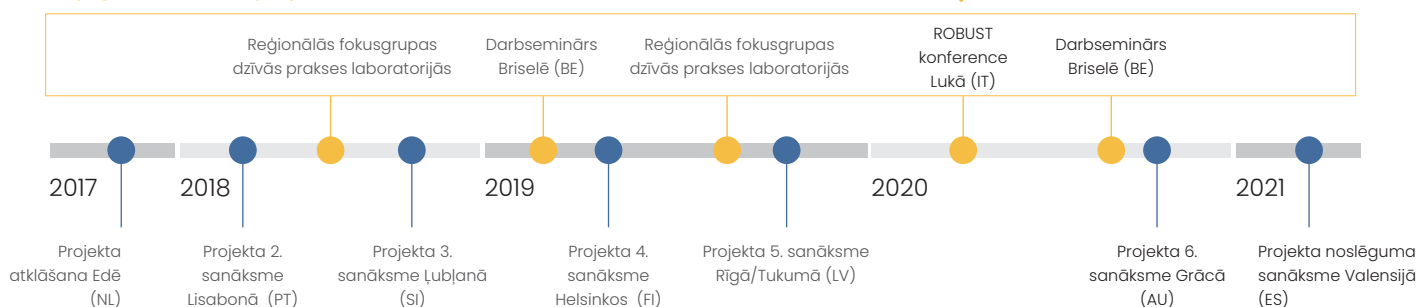 Reģionālās fokusgrupas
dzīvās prakses laboratorijās
Darbseminārs
Briselē (BE)
Reģionālās fokusgrupas
dzīvās prakses laboratorijās
ROBUST
konference
Lukā (IT)
Darbseminārs
Briselē (BE)
2017
2018
2019
2020
2021
Projekta
atklāšana Edē
(NL)
Projekta 2.
sanāksme
Lisabonā (PT)
Projekta 3.
sanāksme Ļubļanā
(SI)
Projekta 4.
sanāksme
Helsinkos (FI)
Projekta 5. sanāksme
Rīgā/Tukumā (LV)
Projekta 6.
sanāksme Grācā
(AU)
Projekta noslēguma
sanāksme Valensijā
(ES)